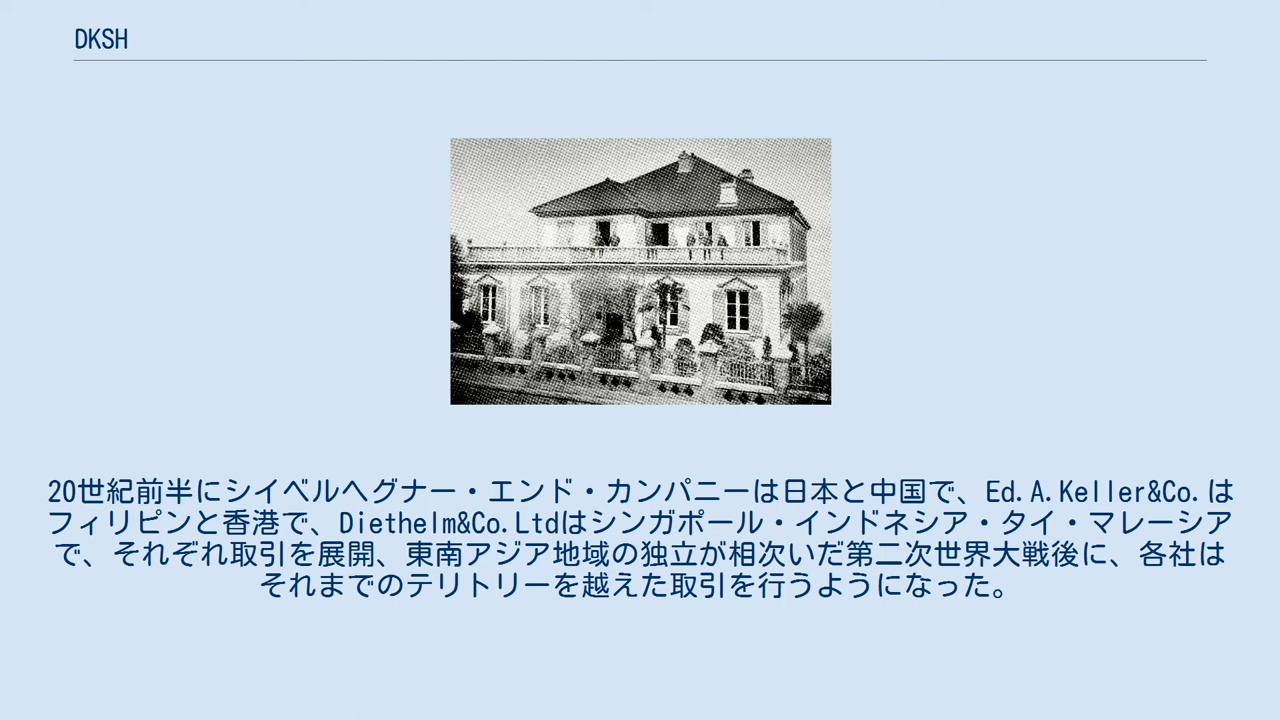 DKSH
20世紀前半にシイベルヘグナー・エンド・カンパニーは日本と中国で、Ed.A.Keller&Co.は
フィリピンと香港で、Diethelm&Co.Ltdはシンガポール・インドネシア・タイ・マレーシア
で、それぞれ取引を展開、東南アジア地域の独立が相次いだ第二次世界大戦後に、各社は
それまでのテリトリーを越えた取引を行うようになった。